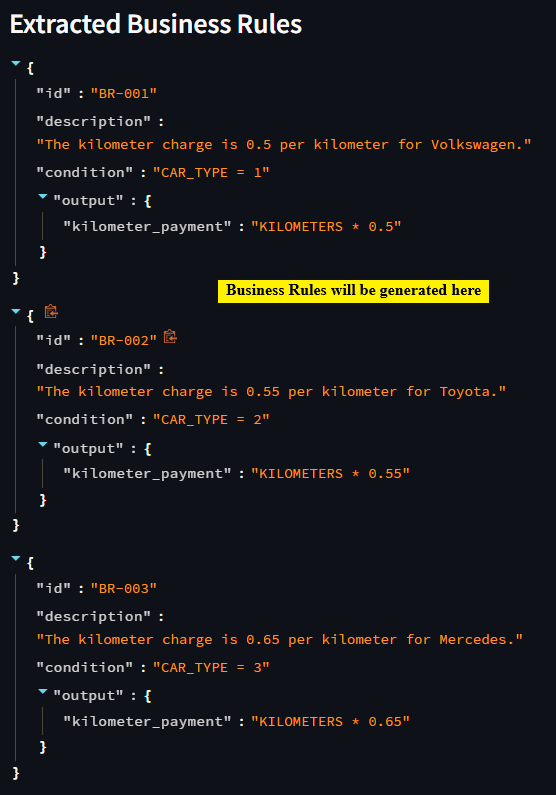 Extracted Business Rules
{
"id" : "BR-001"
"description" :
"The kilometer charge is 0.5 per kilometer for Volkswagen."
"condition" : "CAR_TYPE = 1"
"output" : {
"kilometer_payment" : "KILOMETERS * 0.5"
}
}
Business Rules will be generated here
{
"id" : "BR-002"
"description" :
"The kilometer charge is 0.55 per kilometer for Toyota."
"condition" : "CAR_TYPE = 2"
"output" : {
"kilometer_payment" : "KILOMETERS * 0.55"
}
}
{
"id" : "BR-003"
"description" :
"The kilometer charge is 0.65 per kilometer for Mercedes."
"condition" : "CAR_TYPE = 3"
"output" : {
"kilometer_payment" : "KILOMETERS * 0.65"
}
}